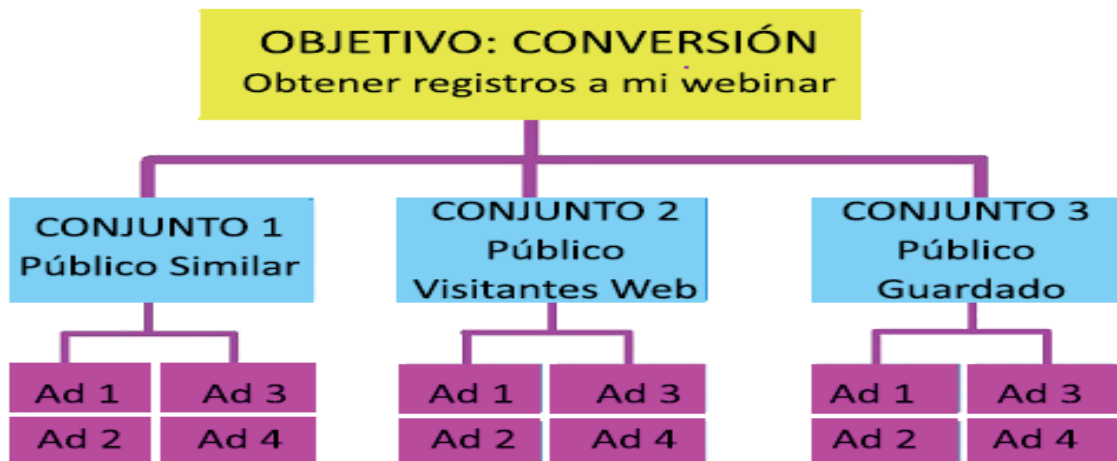 OBJETIVO: CONVERSIÓN
Obtener registros a mi webinar
CONJUNTO 1
Público Similar
CONJUNTO 2
Público
Visitantes Web
CONJUNTO 3
Público
Guardado
Ad 1
Ad 3
Ad 2
Ad 4
Ad 1
Ad 3
Ad 2
Ad 4
Ad 1
Ad 3
Ad 2
Ad 4